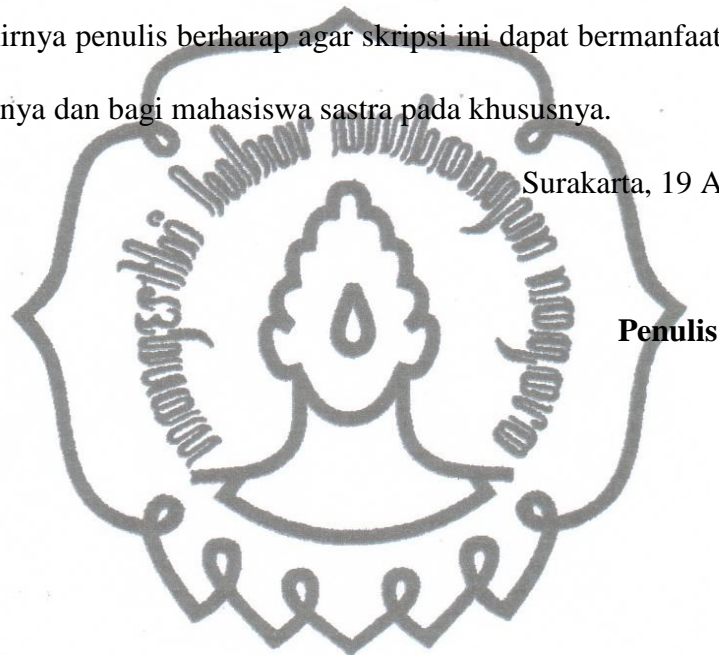 irnya penulis berharap agar skripsi ini dapat bermanfaat
nya dan bagi mahasiswa sastra pada khususnya.
Surakarta, 19 A
Penulis